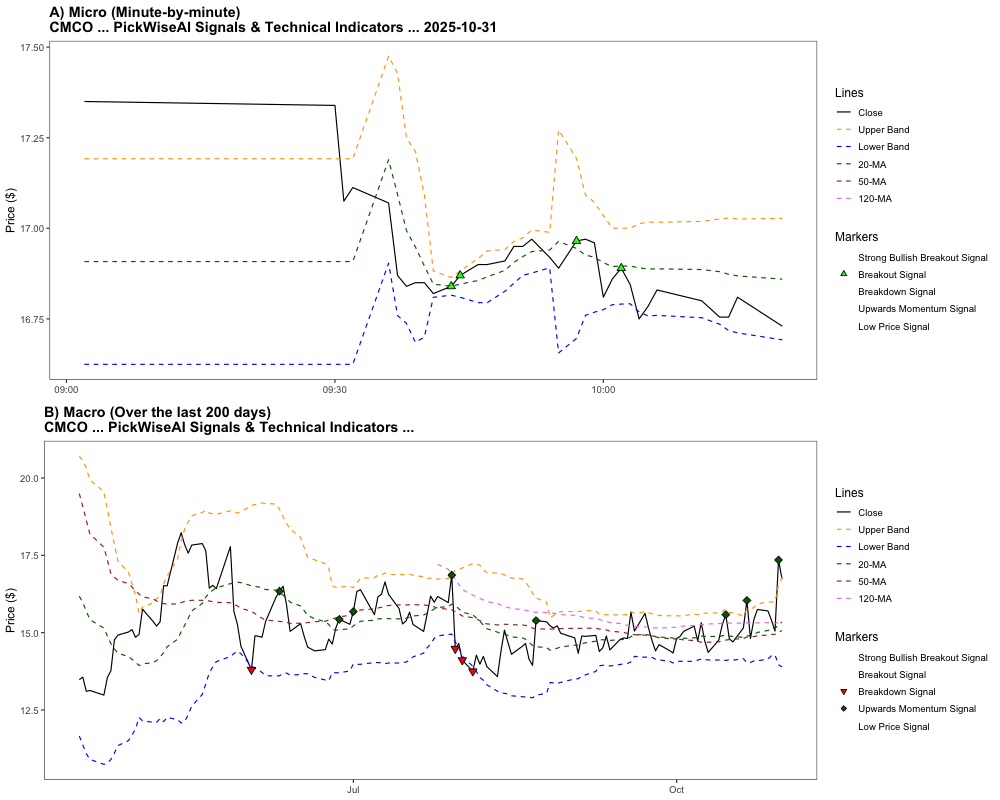 A) Micro (Minute-by-minute)
CMCO ... PickWiseAI Signals & Technical Indicators ... 2025-10-31
17.50
17.25
17.00
16.75
Price ($)
09:00
09:30
10:00
Lines
Close
Upper Band
Lower Band
20-MA
50-MA
120-MA
Markers
Strong Bullish Breakout Signal
Breakout Signal
Breakdown Signal
Upwards Momentum Signal
Low Price Signal
B) Macro (Over the last 200 days)
CMCO ... PickWiseAI Signals & Technical Indicators ...
20.0
17.5
15.0
12.5
Price ($)
Jul
Oct
Lines
Close
Upper Band
Lower Band
20-MA
50-MA
120-MA
Markers
Strong Bullish Breakout Signal
Breakout Signal
Breakdown Signal
Upwards Momentum Signal
Low Price Signal